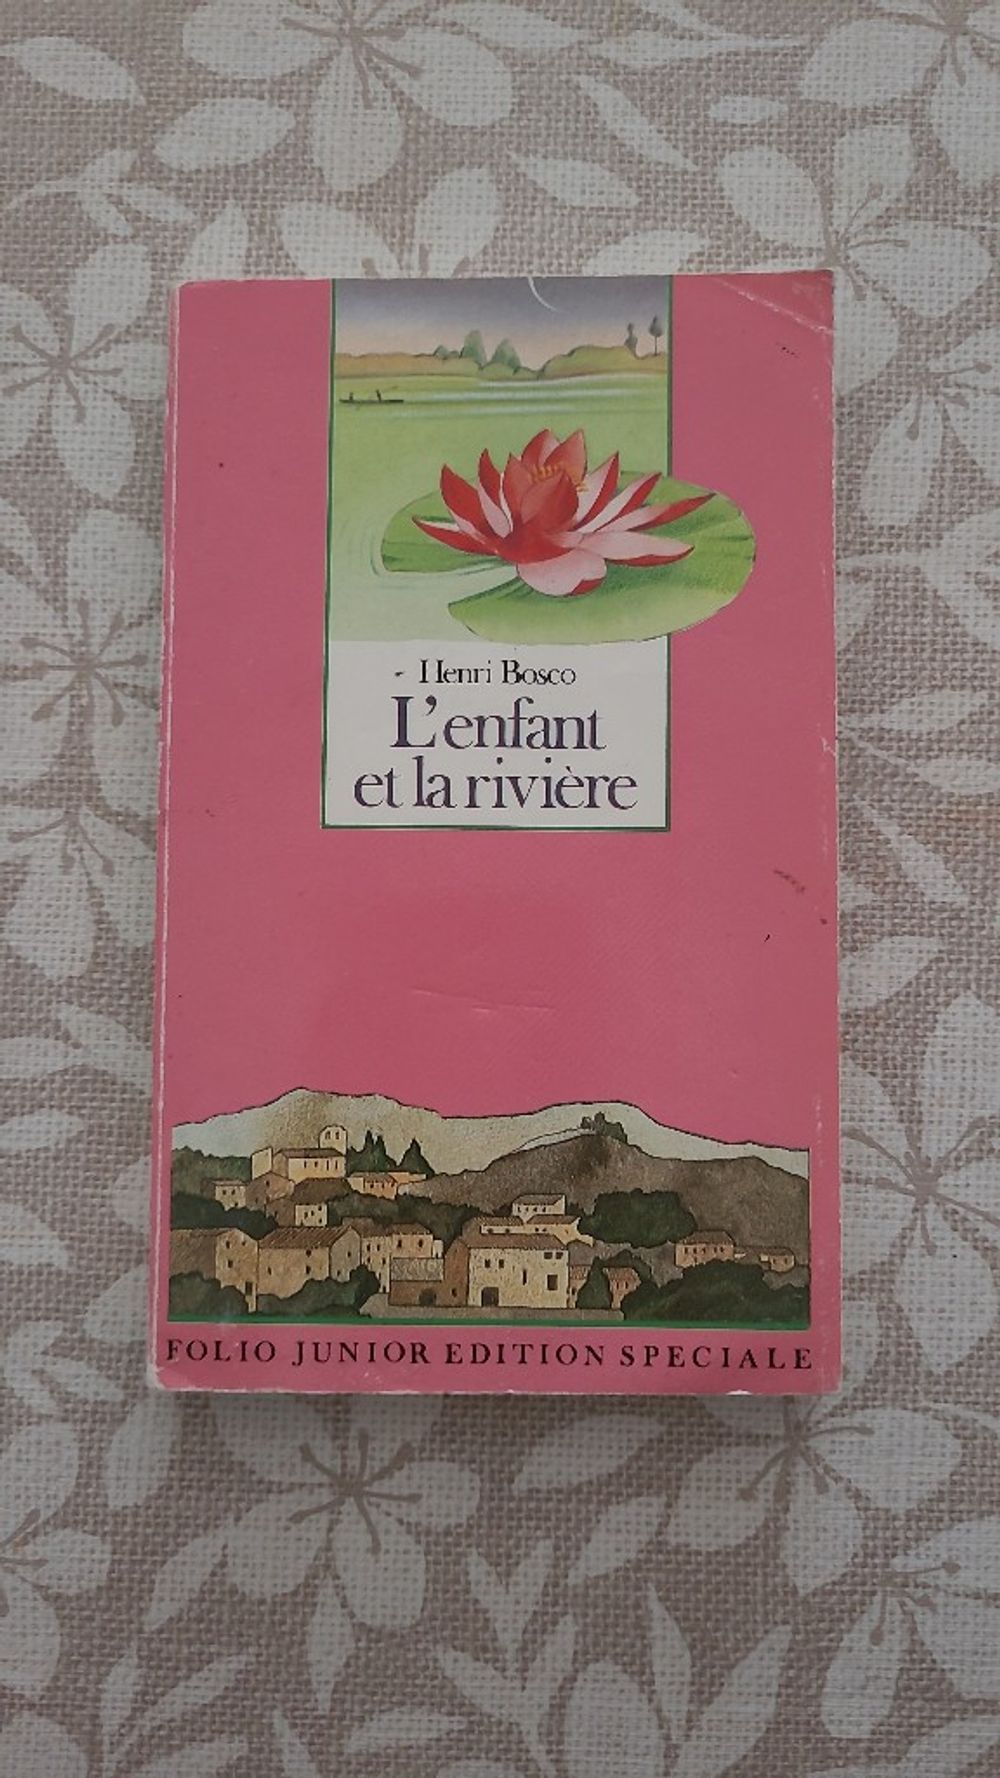 Henri Bosco
L'enfant
et la rivière
FOLIO JUNIOR EDITION SPECIALE